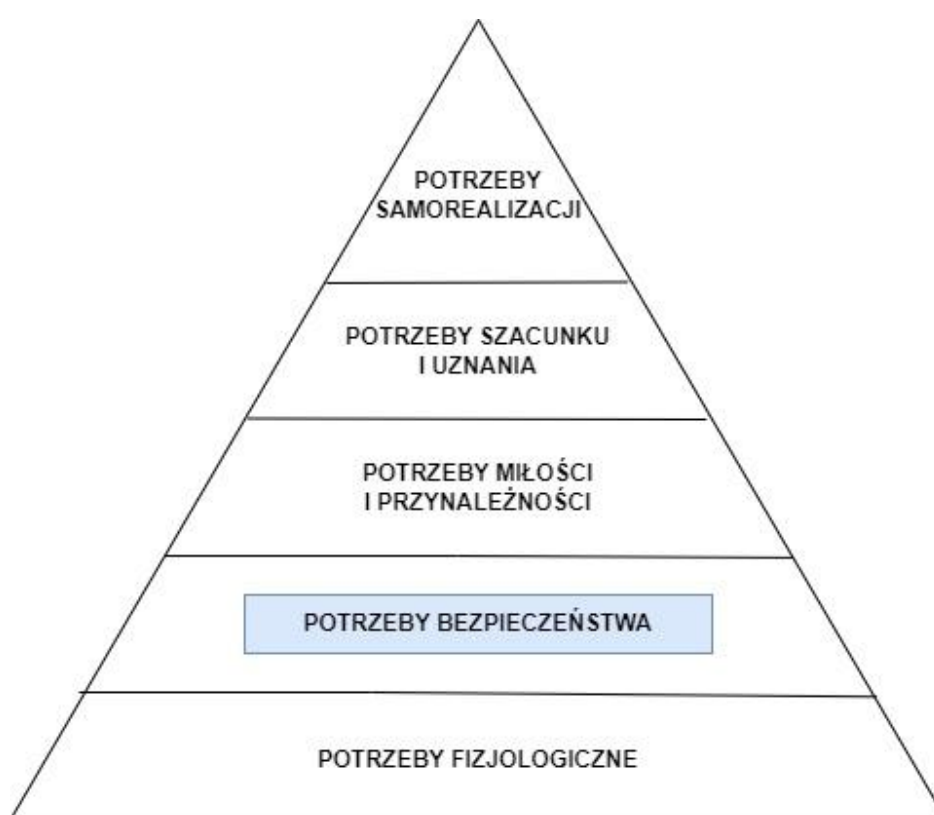 POTRZEBY
SAMOREALIZACJI
POTRZEBY SZACUNKU
I UZNANIA
POTRZEBY MIŁOŚCI
I PRZYNALEŻNOŚCI
POTRZEBY BEZPIECZEŃSTWA
POTRZEBY FIZJOLOGICZNE